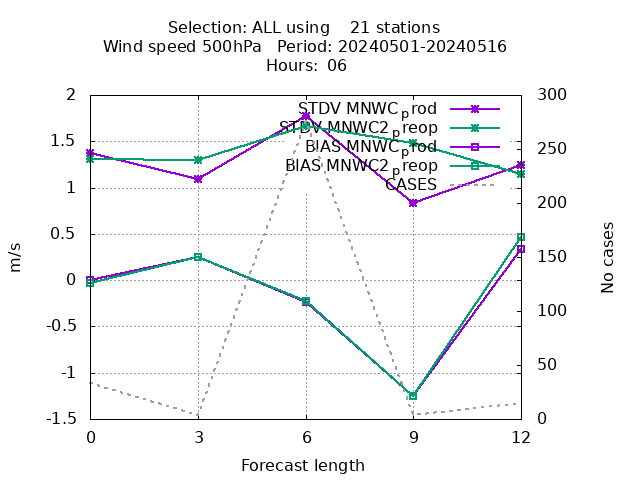 Selection: ALL using    21 stations
Wind speed 500hPa   Period: 20240501-20240516
Hours: 06
STDV MNWC_prod
STDV MNWC2_preop
BIAS MNWC_prod
BIAS MNWC2_preop
CASES
2
1.5
1
0.5
0
-0.5
-1
-1.5
m/s
300
250
200
150
100
50
0
No cases
0 3 6 9 12
Forecast length